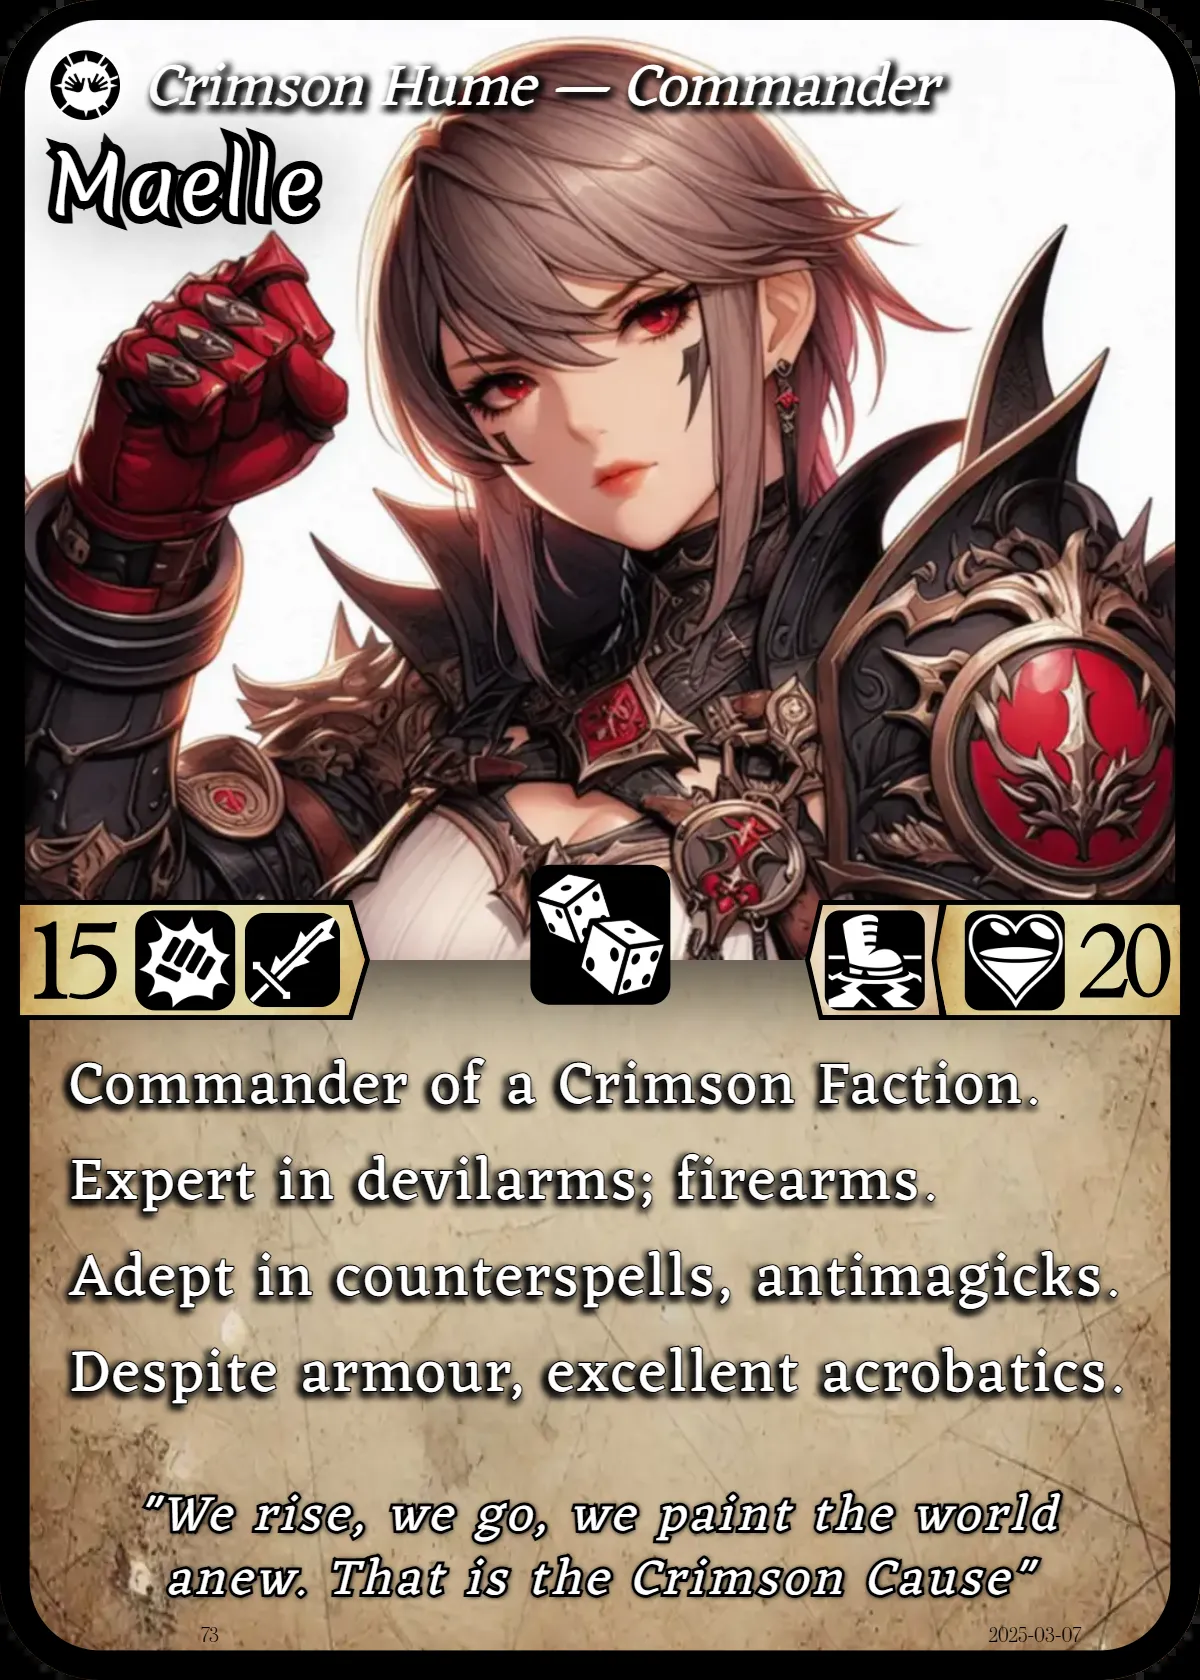 Crimson Hume — Commander
Maelle
15
20
Commander of a Crimson Faction.
Expert in devilarms; firearms.
Adept in counterspells, antimagicks.
Despite armour, excellent acrobatics.
"We rise, we go, we paint the world
anew. That is the Crimson Cause"
73
2025-03-07